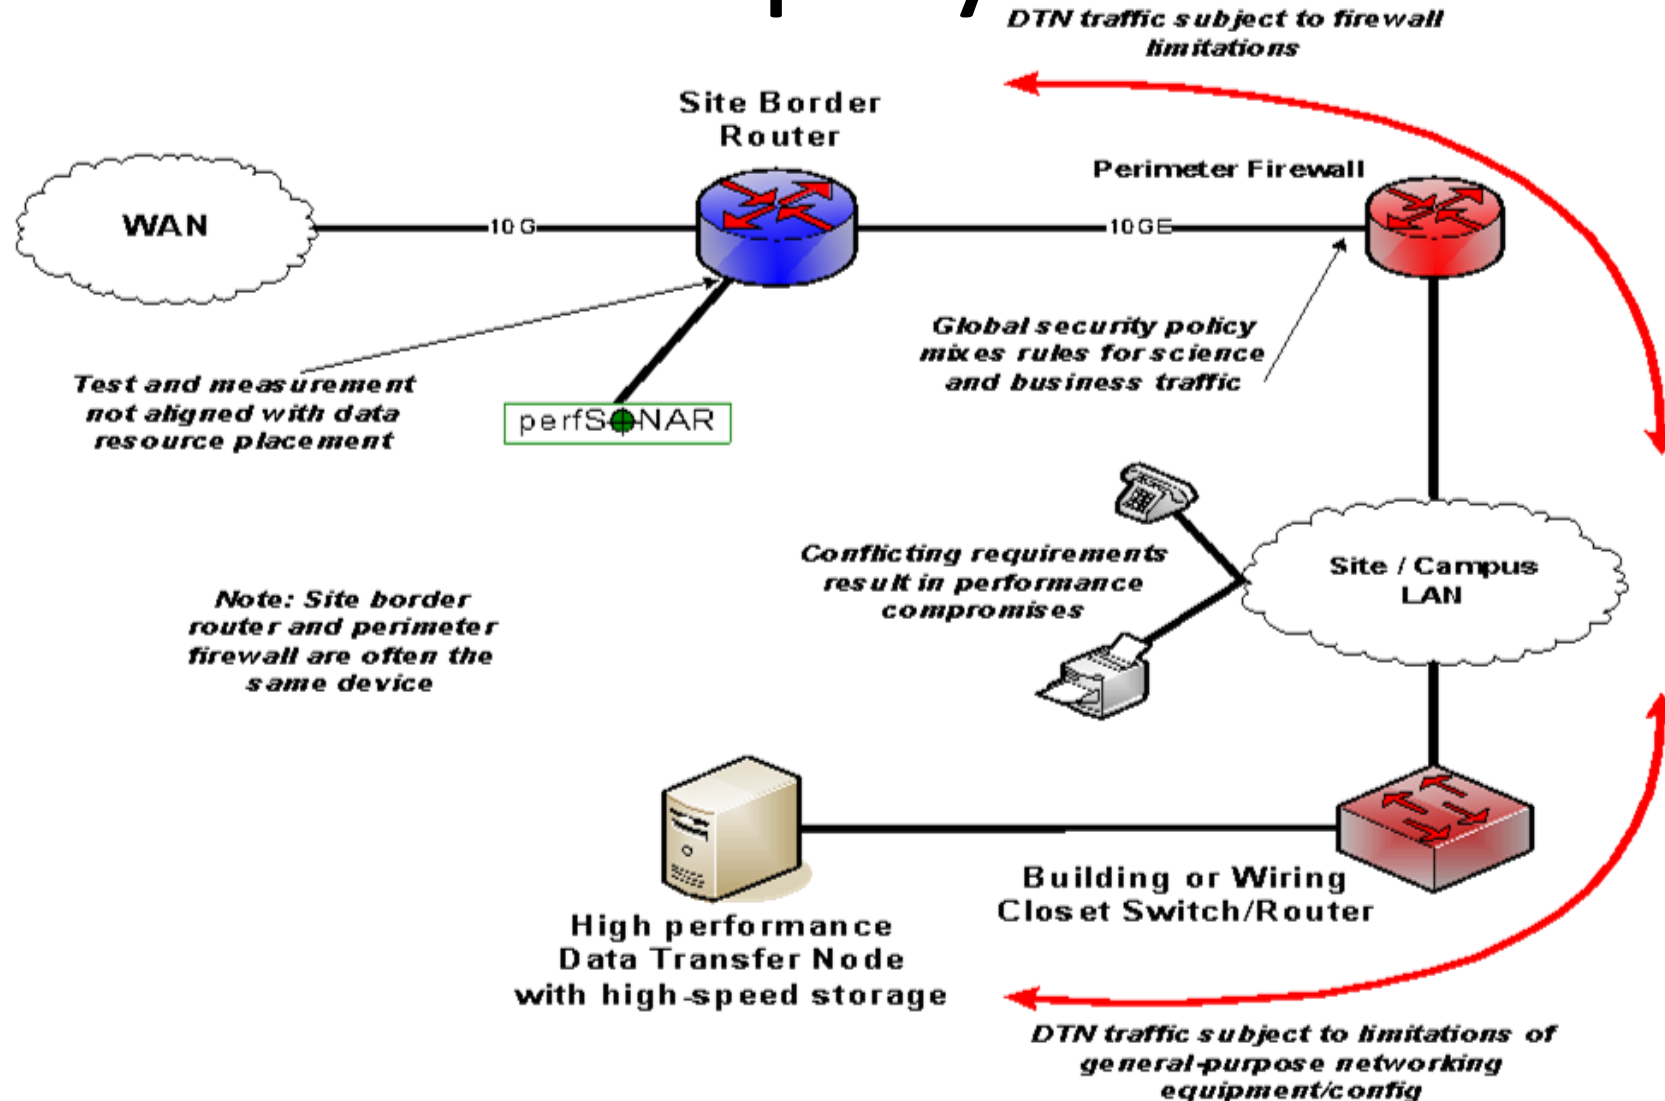 DTN traffic subject to firewall
limitations
Site Border
Router
Perimeter Firewall
WAN
10 G
10GE
Global security policy
mixes rules for science
and business traffic
Test and measurement
not aligned with data
resource placement
perfSONAR
Conflicting requirements
result in performance
compromises
Site / Campus
LAN
Note: Site border
router and perimeter
firewall are often the
same device
Building or Wiring
Closet Switch/Router
High performance
Data Transfer Node
with high-speed storage
DTN traffic subject to limitations of
general-purpose networking
equipment/config